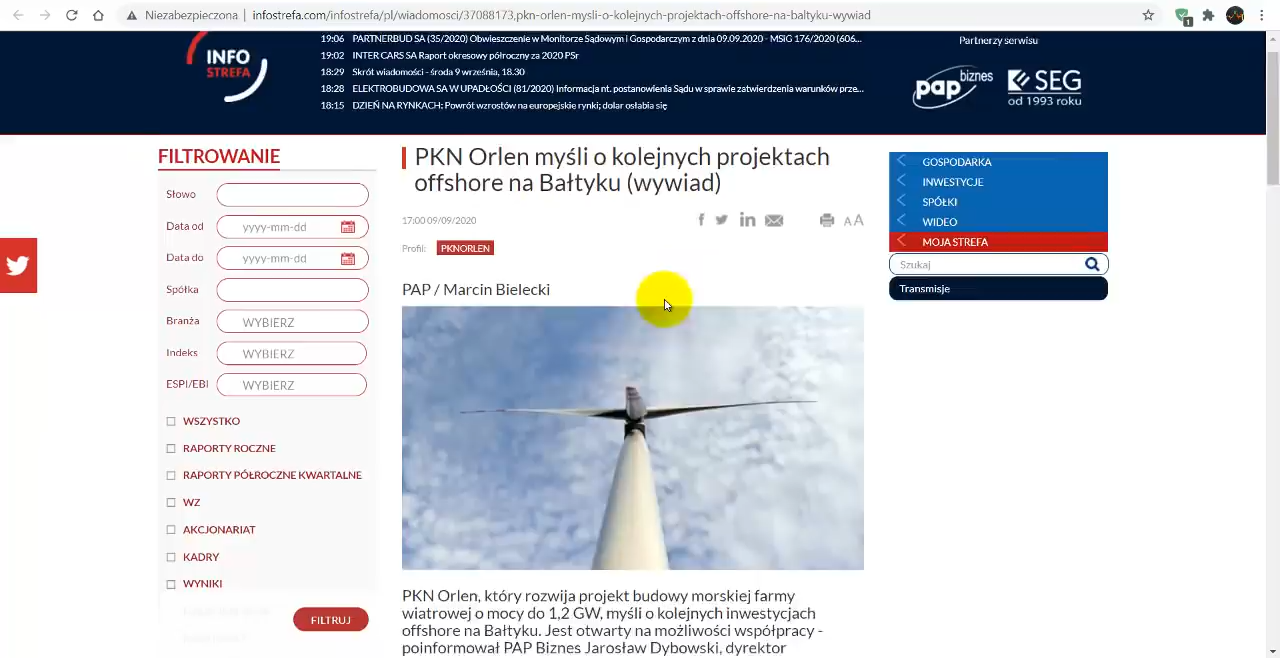 Niezabezpieczona | infostrefa.com/infostrefa/pl/wiadomosci/37088173,pkn-orlen-mysli-o-kolejnych-projektach-offshore-na-baltyku-wywiad
1
INFO
STREFA
19:06 PARTNERBUD SA (35/2020) Obwieszczenie w Monitorze Sądowym i Gospodarczym z dnia 09.09.2020 - MSiG 176/2020 (606...
19:02 INTER CARS SA Raport okresowy półroczny za 2020 PSr
18:29 Skrót wiadomości - środa 9 września, 18.30
18:28 ELEKTROBUDOWA SA W UPADŁOŚCI (81/2020) Informacja nt. postanowienia Sądu w sprawie zatwierdzenia warunków prze...
18:15 DZIEŃ NA RYNKACH: Powrót wzrostów na europejskie rynki; dolar osłabia się
Partnerzy serwisu
pap biznes
SEG
od 1993 roku
FILTROWANIE
Słowo
Data od yyyy-mm-dd
Data do yyyy-mm-dd
Spółka
Branża WYBIERZ
Indeks WYBIERZ
ESPI/EBI WYBIERZ
WSZYSTKO
RAPORTY ROCZNE
RAPORTY PÓŁROCZNE KWARTALNE
WZ
AKCJONARIAT
KADRY
WYNIKI
FILTRUJ
PKN Orlen myśli o kolejnych projektach
offshore na Bałtyku (wywiad)
17:00 09/09/2020
A A
Profil: PKNORLEN
PAP / Marcin Bielecki
PKN Orlen, który rozwija projekt budowy morskiej farmy
wiatrowej o mocy do 1,2 GW, myśli o kolejnych inwestycjach
offshore na Bałtyku. Jest otwarty na możliwości współpracy -
poinformował PAP Biznes Jarosław Dybowski, dyrektor
GOSPODARKA
INWESTYCJE
SPÓŁKI
WIDEO
MOJA STREFA
Szukaj
Transmisje